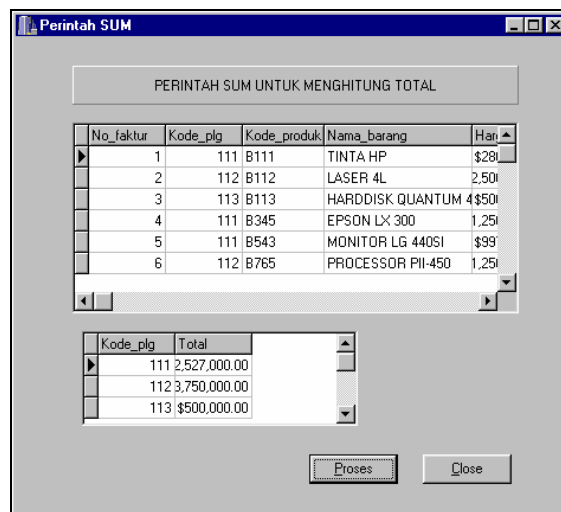 Perintah SUM
PERINTAH SUM UNTUK MENGHITUNG TOTAL
No_faktur Kode_plg Kode_produk Nama_barang
1 111 B111 TINTA HP
2 112 B112 LASER 4L
3 113 B113 HARDDISK QUANTUM
4 111 B345 EPSON LX 300
5 111 B543 MONITOR LG 440SI
6 112 B765 PROCESSOR PII-450
Kode_plg Total
111 2,527,000.00
112 3,750,000.00
113 $500,000.00
Proses Close